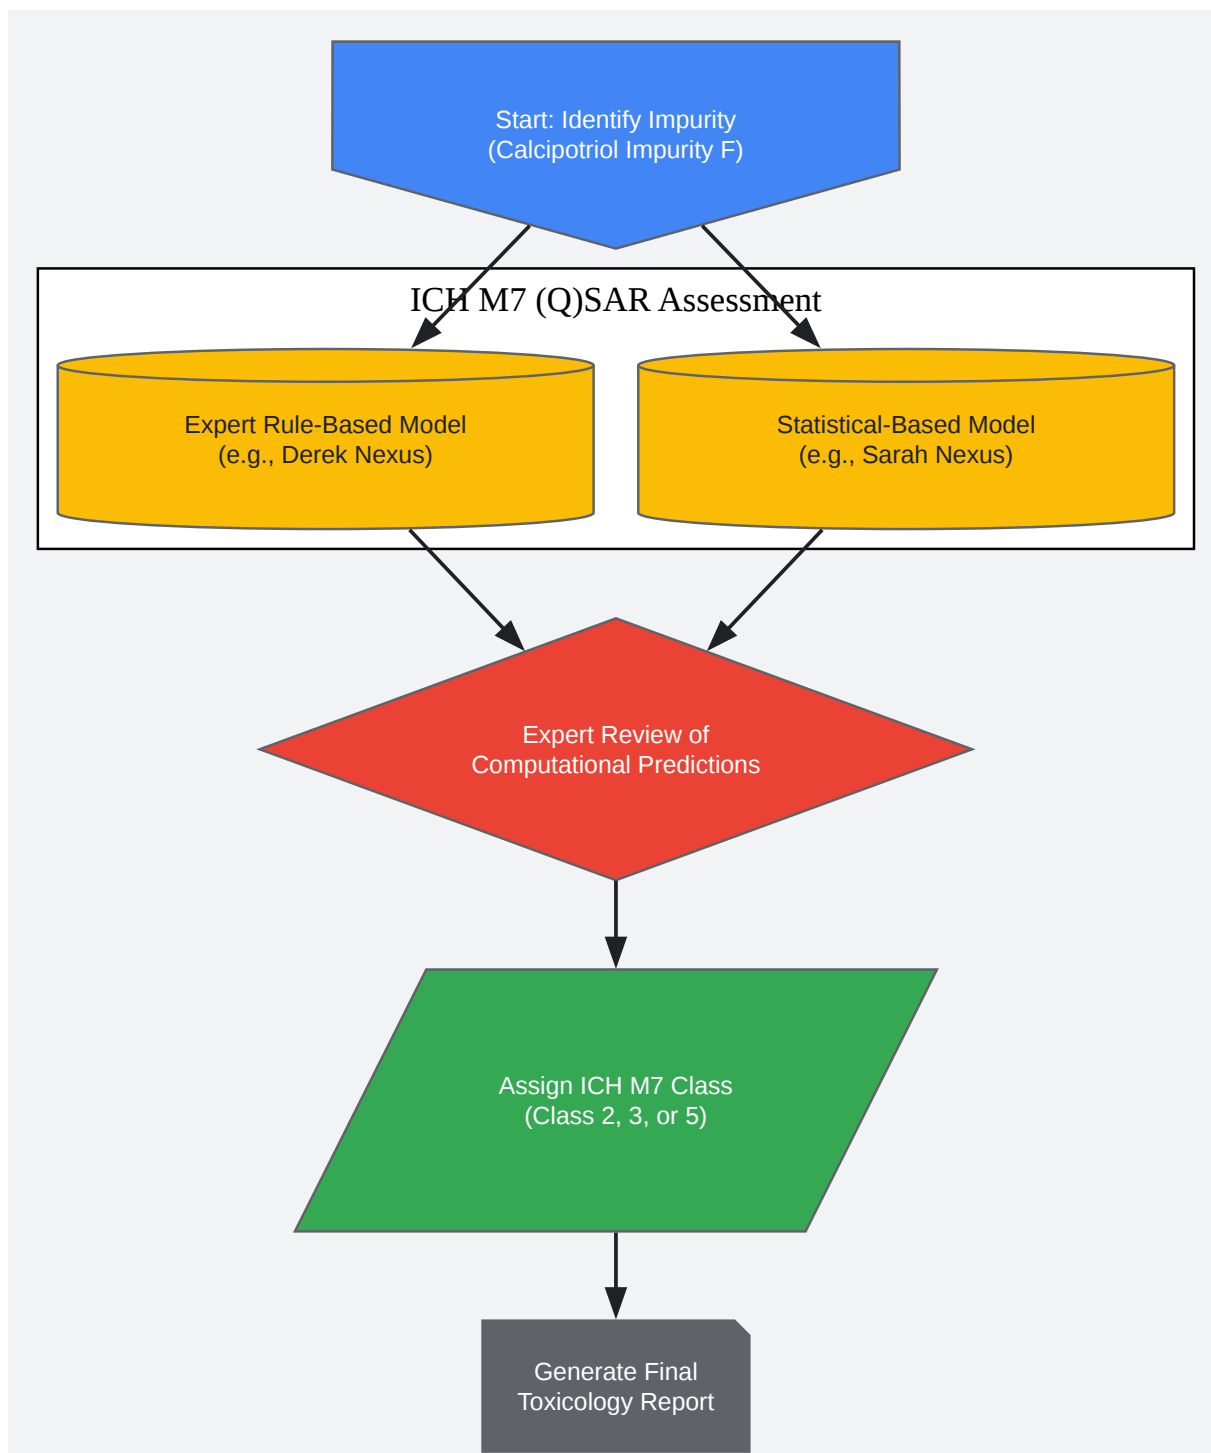 Start: Identify Impurity
(Calcipotriol Impurity F)
ICH M7 (Q)SAR Assessment
Expert Rule-Based Model
(e.g., Derek Nexus)
Statistical-Based Model
(e.g., Sarah Nexus)
Expert Review of
Computational Predictions
Assign ICH M7 Class
(Class 2, 3, or 5)
Generate Final
Toxicology Report